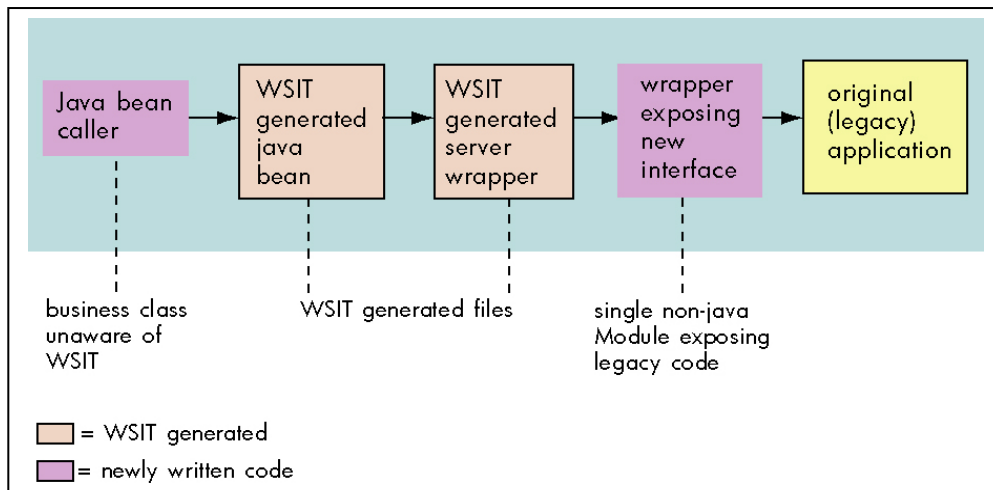 Java bean
caller
WSIT
generated
java
bean
WSIT
generated
server
wrapper
wrapper
exposing
new
interface
original
(legacy)
application
business class
unaware of
WSIT
WSIT generated files
single non-java
Module exposing
legacy code
= WSIT generated
= newly written code